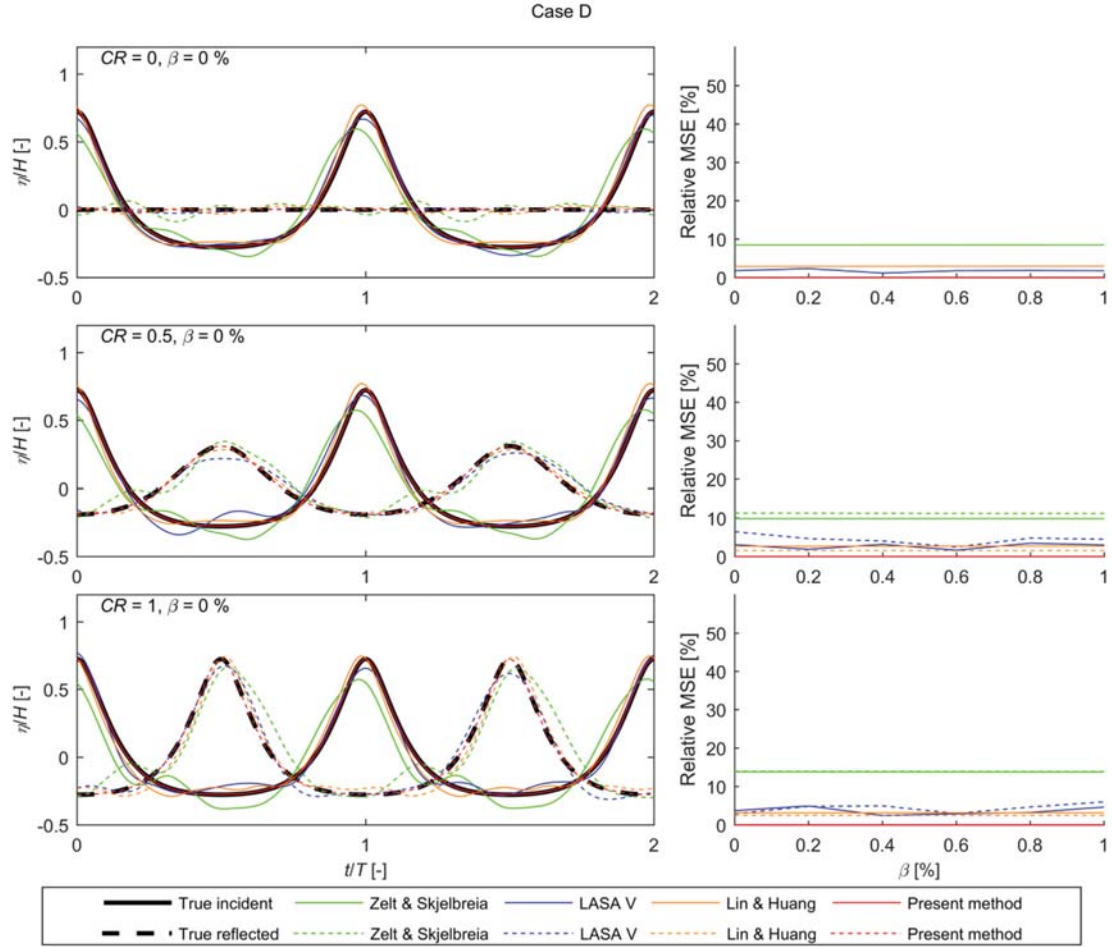 Case D
CR = 0, β = 0 %
η/H [-]
1
0.5
0
-0.5
0 1 2
Relative MSE [%]
50
40
30
20
10
0
0 0.2 0.4 0.6 0.8 1
CR = 0.5, β = 0 %
η/H [-]
1
0.5
0
-0.5
0 1 2
Relative MSE [%]
50
40
30
20
10
0
0 0.2 0.4 0.6 0.8 1
CR = 1, β = 0 %
η/H [-]
1
0.5
0
-0.5
0 1 2
t/T [-]
Relative MSE [%]
50
40
30
20
10
0
0 0.2 0.4 0.6 0.8 1
β [%]
True incident Zelt & Skjelbreia LASA V Lin & Huang Present method
True reflected Zelt & Skjelbreia LASA V Lin & Huang Present method